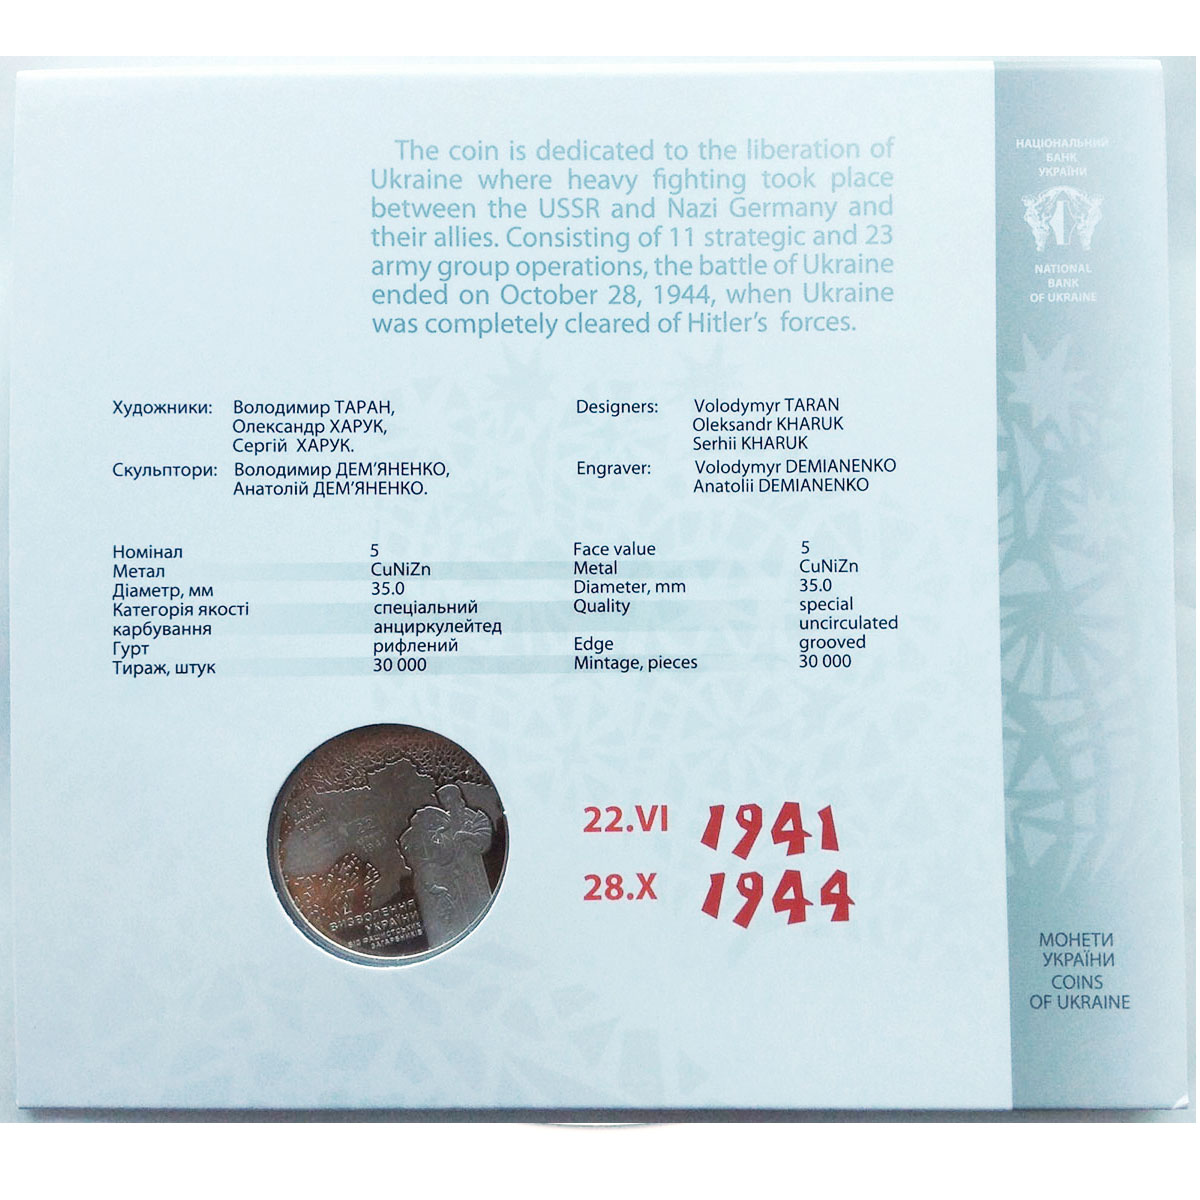 The coin is dedicated to the liberation of
Ukraine where heavy fighting took place
between the USSR and Nazi Germany and
their allies. Consisting of 11 strategic and 23
army group operations, the battle of Ukraine
ended on October 28, 1944, when Ukraine
was completely cleared of Hitler's forces.
НАЦІОНАЛЬНИЙ
БАНК
УКРАЇНИ
NATIONAL
BANK
OF UKRAINE
Художники: Володимир ТАРАН,
Олександр ХАРУК,
Сергій ХАРУК.
Скульптори: Володимир ДЕМ'ЯНЕНКО,
Анатолій ДЕМ'ЯНЕНКО.
Designers: Volodymyr TARAN
Oleksandr KHARUK
Serhii KHARUK
Engraver: Volodymyr DEMIANENKO
Anatolii DEMIANENKO
Номінал 5
Метал CuNiZn
Діаметр, мм 35.0
Категорія якості спеціальний
карбування анциркулейтед
Гурт рифлений
Тираж, штук 30 000
Face value 5
Metal CuNiZn
Diameter, mm 35.0
Quality special
uncirculated
Edge grooved
Mintage, pieces 30 000
ВИЗВОЛЕННЯ
УКРАЇНИ
ВІД ФАШИСТСЬКИХ
ЗАГАРБНИКІВ
22.VI 1941
28.X 1944
МОНЕТИ
УКРАЇНИ
COINS
OF UKRAINE